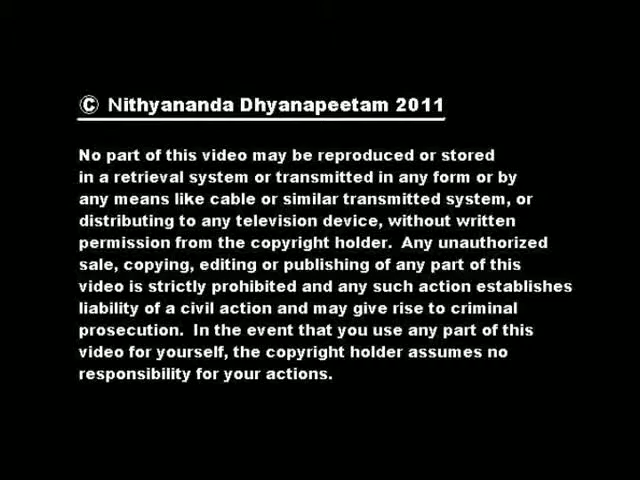 © Nithyananda Dhyanapeetam 2011
No part of this video may be reproduced or stored
in a retrieval system or transmitted in any form or by
any means like cable or similar transmitted system, or
distributing to any television device, without written
permission from the copyright holder.  Any unauthorized
sale, copying, editing or publishing of any part of this
video is strictly prohibited and any such action establishes
liability of a civil action and may give rise to criminal
prosecution.  In the event that you use any part of this
video for yourself, the copyright holder assumes no
responsibility for your actions.